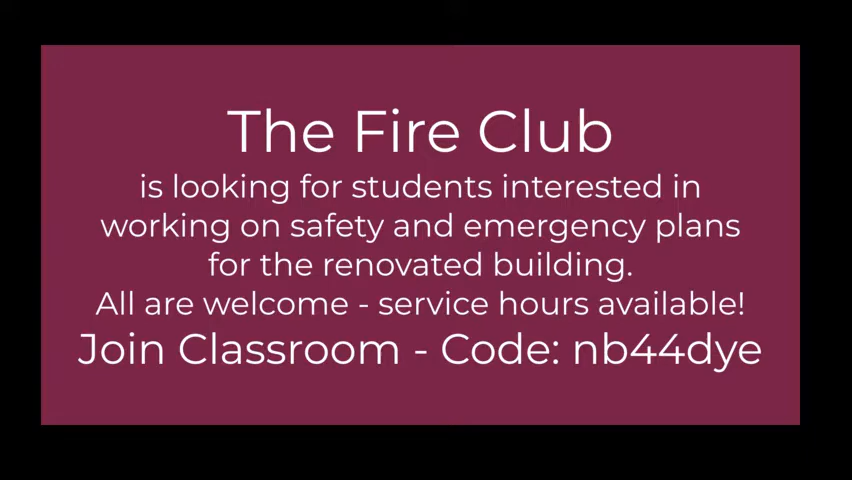 The Fire Club
is looking for students interested in
working on safety and emergency plans
for the renovated building.
All are welcome - service hours available!
Join Classroom - Code: nb44dye